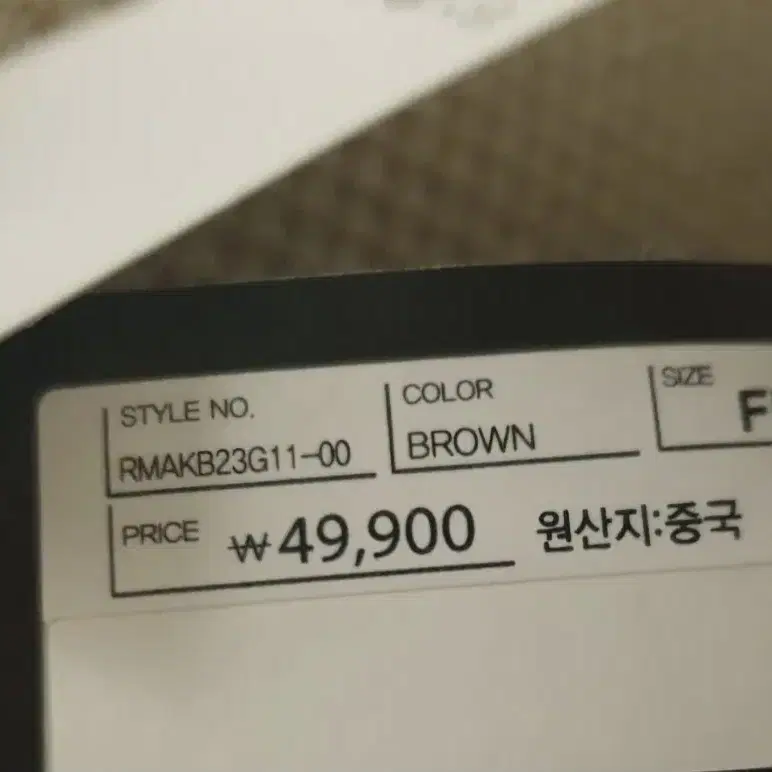 STYLE NO. COLOR SIZE
RMAKB23G11-00 BROWN F
PRICE ₩49,900 원산지:중국